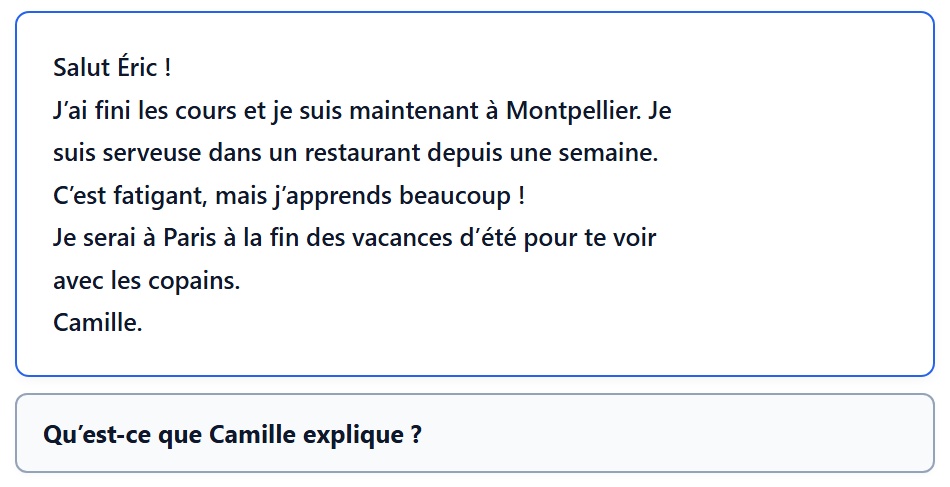 Salut Éric !
J’ai fini les cours et je suis maintenant à Montpellier. Je
suis serveuse dans un restaurant depuis une semaine.
C’est fatigant, mais j’apprends beaucoup !
Je serai à Paris à la fin des vacances d’été pour te voir
avec les copains.
Camille.
Qu’est-ce que Camille explique ?